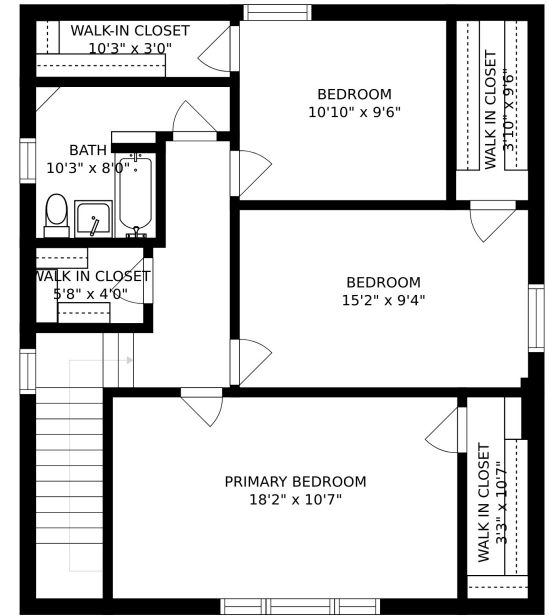 WALK-IN CLOSET
10'3" x 3'0"
BEDROOM
10'10" x 9'6"
WALK IN CLOSET
3'10" x 9'6"
BATH
10'3" x 8'0"
WALK IN CLOSET
5'8" x 4'0"
BEDROOM
15'2" x 9'4"
PRIMARY BEDROOM
18'2" x 10'7"
WALK IN CLOSET
3'3" x 10'7"